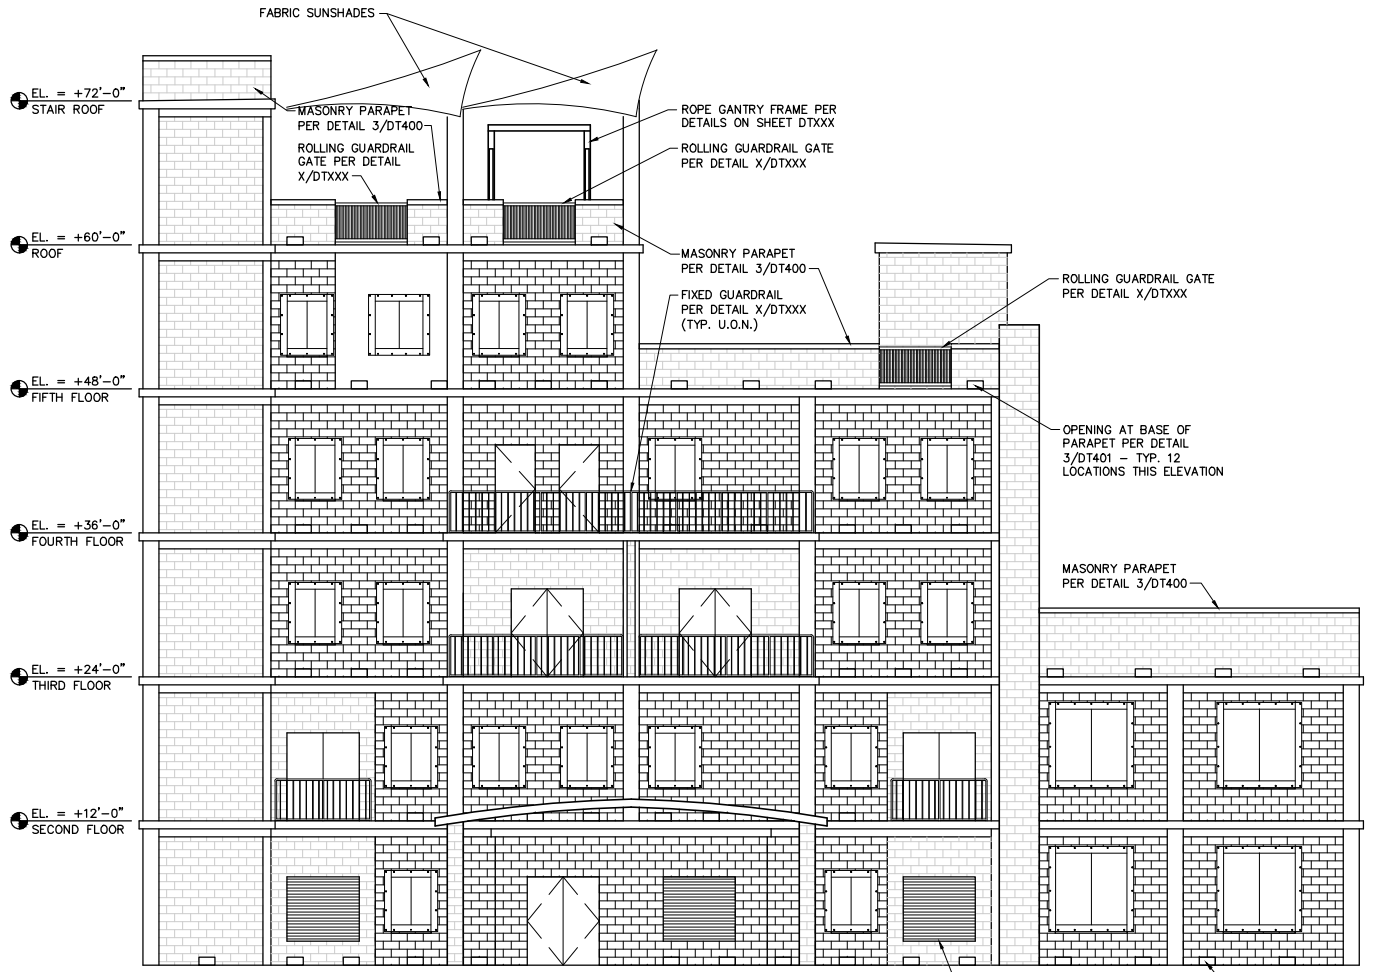 FABRIC SUNSHADES
EL. = +72'-0"
STAIR ROOF
MASONRY PARAPET
PER DETAIL 3/DT400
ROLLING GUARDRAIL
GATE PER DETAIL
X/DTXXX
ROPE GANTRY FRAME PER
DETAILS ON SHEET DTXXX
ROLLING GUARDRAIL GATE
PER DETAIL X/DTXXX
EL. = +60'-0"
ROOF
MASONRY PARAPET
PER DETAIL 3/DT400
FIXED GUARDRAIL
PER DETAIL X/DTXXX
(TYP. U.O.N.)
ROLLING GUARDRAIL GATE
PER DETAIL X/DTXXX
EL. = +48'-0"
FIFTH FLOOR
OPENING AT BASE OF
PARAPET PER DETAIL
3/DT401 - TYP. 12
LOCATIONS THIS ELEVATION
EL. = +36'-0"
FOURTH FLOOR
MASONRY PARAPET
PER DETAIL 3/DT400
EL. = +24'-0"
THIRD FLOOR
EL. = +12'-0"
SECOND FLOOR